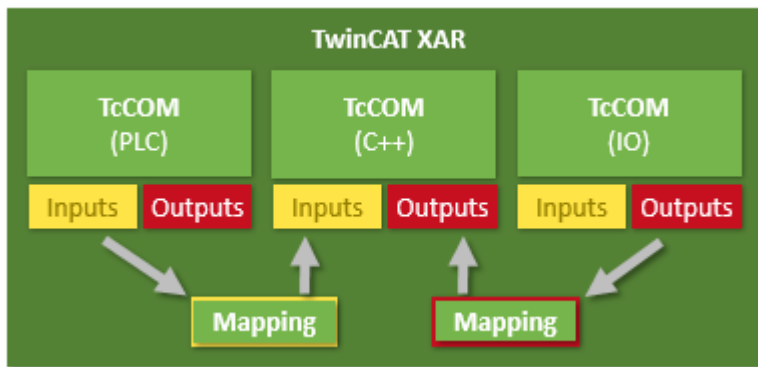 TwinCAT XAR
TcCOM
(PLC)
TcCOM
(C++)
TcCOM
(IO)
Inputs Outputs Inputs Outputs Inputs Outputs
Mapping Mapping